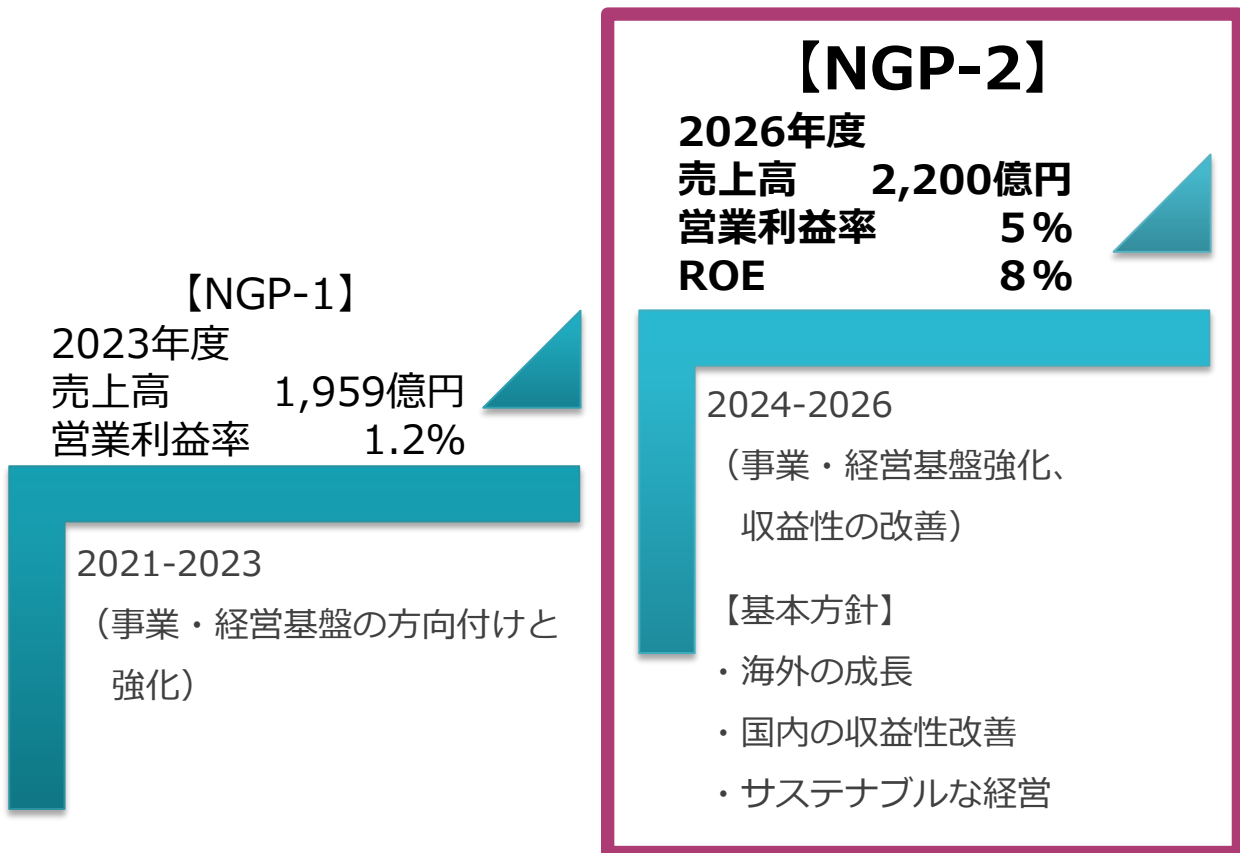 【NGP-1】
2023年度
売上高 1,959億円
営業利益率 1.2%
2021-2023
（事業・経営基盤の方向付けと
強化）
【NGP-2】
2026年度
売上高 2,200億円
営業利益率 5％
ROE 8％
2024-2026
（事業・経営基盤強化、
収益性の改善）
【基本方針】
・海外の成長
・国内の収益性改善
・サステナブルな経営